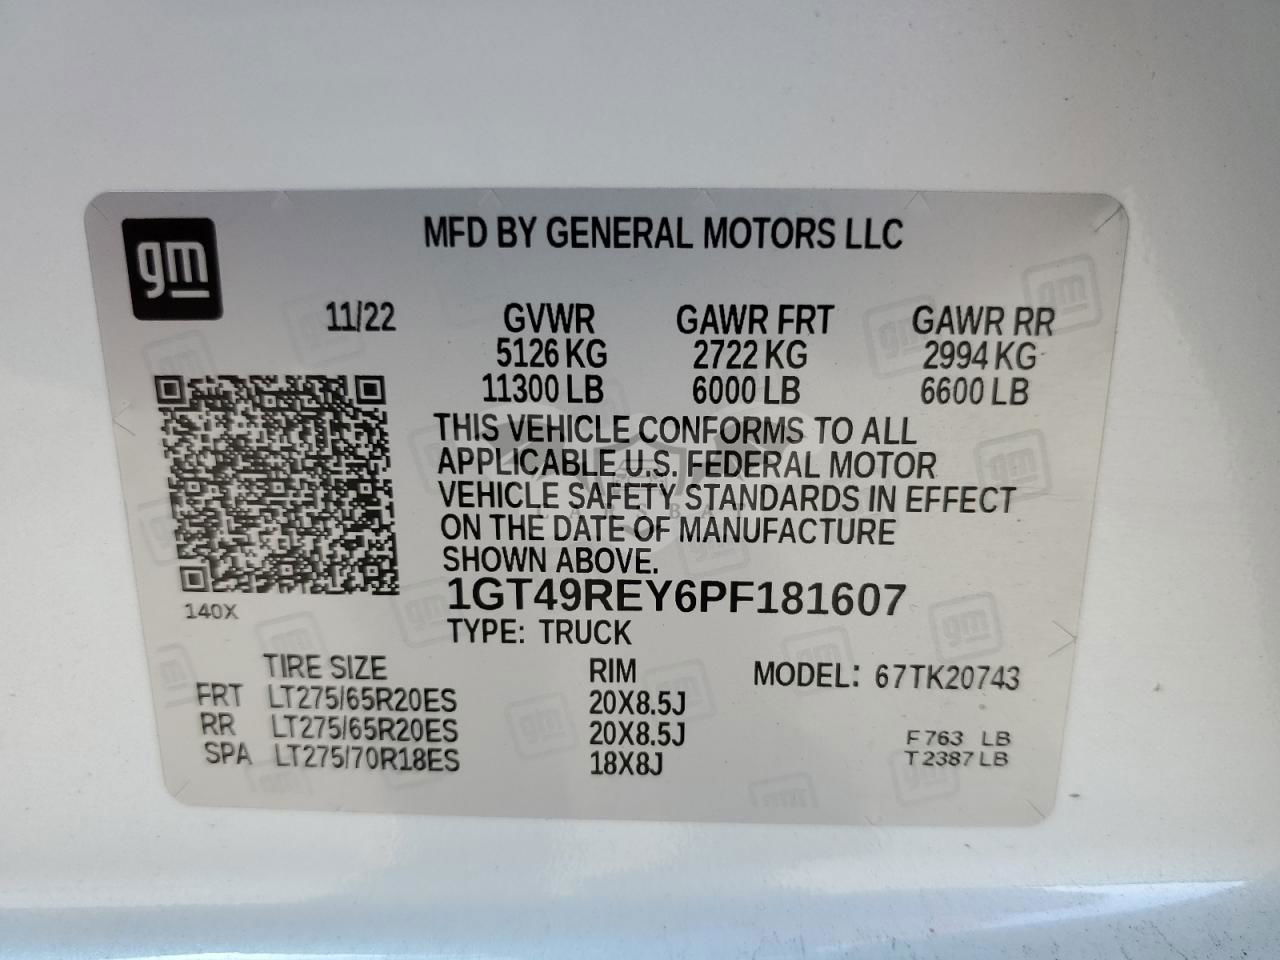 gm
MFD BY GENERAL MOTORS LLC
11/22 GVWR GAWR FRT GAWR RR
5126 KG 2722 KG 2994 KG
11300 LB 6000 LB 6600 LB
THIS VEHICLE CONFORMS TO ALL
APPLICABLE U.S. FEDERAL MOTOR
VEHICLE SAFETY STANDARDS IN EFFECT
ON THE DATE OF MANUFACTURE
SHOWN ABOVE.
140X
1GT49REY6PF181607
TYPE: TRUCK
TIRE SIZE RIM MODEL: 67TK20743
FRT LT275/65R20ES 20X8.5J
RR LT275/65R20ES 20X8.5J
SPA LT275/70R18ES 18X8J
F 763 LB
T 2387 LB